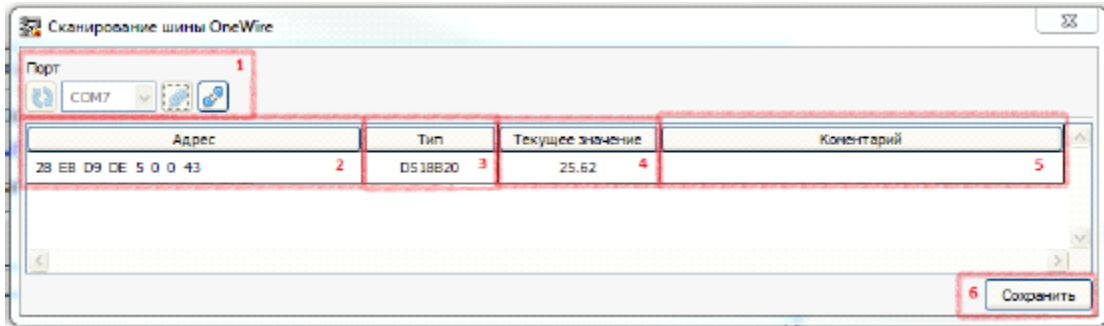 Сканирование шины OneWire
Порт 1
COM7
Адрес Тип Текущее значение Коментарий
28 EB D9 DE 5 0 0 43 2 DS18B20 3 25.62 4 5
6 Сохранить